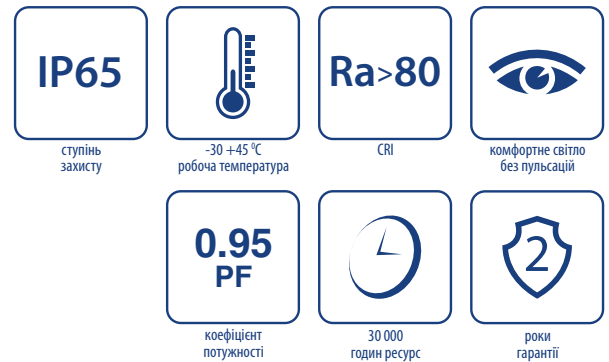 IP65
ступінь
захисту
-30 +45 ⁰C
робоча температура
Ra>80
CRI
комфортне світло
без пульсацій
0.95
PF
коефіцієнт
потужності
30 000
годин ресурс
2
роки
гарантії